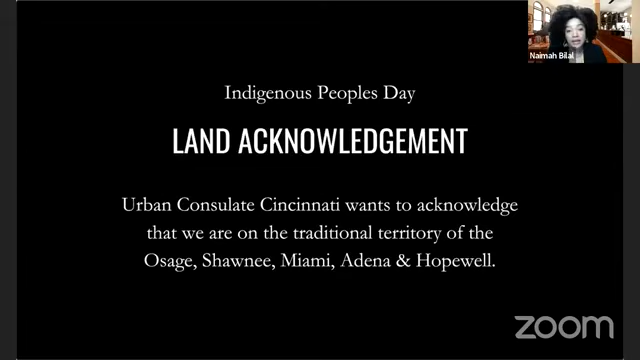 Naimah Bilal
Indigenous Peoples Day
LAND ACKNOWLEDGEMENT
Urban Consulate Cincinnati wants to acknowledge
that we are on the traditional territory of the
Osage, Shawnee, Miami, Adena & Hopewell.
zoom